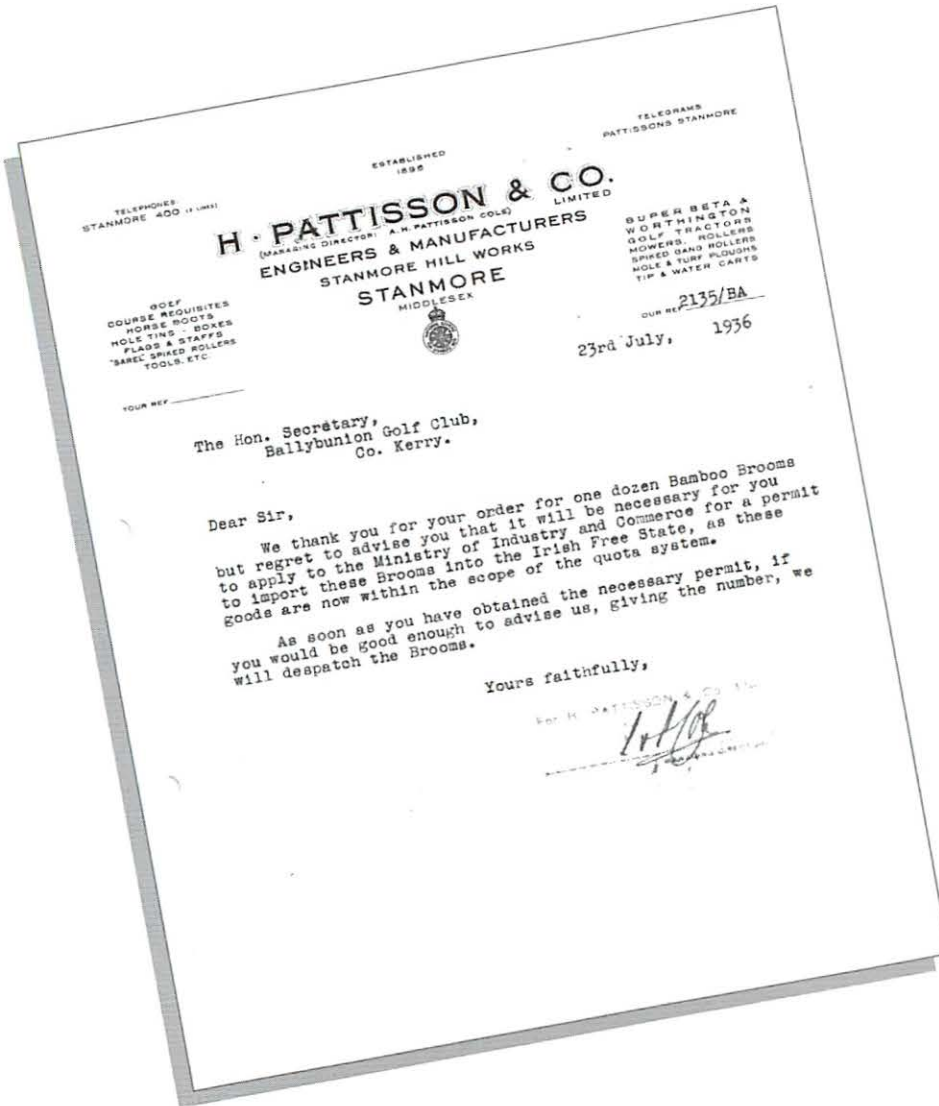 TELEGRAMS
PATTISSONS STANMORE
ESTABLISHED
1896
TELEPHONES:
STANMORE 400
H · PATTISSON & CO.
LIMITED
(MANAGING DIRECTOR: A. H. PATTISSON COLE)
ENGINEERS & MANUFACTURERS
STANMORE HILL WORKS
STANMORE
MIDDLESEX
SUPER BETA &
WORTHINGTON
GOLF TRACTORS
MOWERS, ROLLERS
SPIKED GANG ROLLERS
MOLE & TURF PLOUGHS
TIP & WATER CARTS
GOLF
COURSE REQUISITES
HORSE BOOTS
HOLE TINS - BOXES
FLAGS & STAFFS
"SAREL" SPIKED ROLLERS
TOOLS, ETC.
OUR REF 2135/BA
23rd July, 1936
YOUR REF
The Hon. Secretary,
Ballybunion Golf Club,
Co. Kerry.
Dear Sir,
We thank you for your order for one dozen Bamboo Brooms
but regret to advise you that it will be necessary for you
to apply to the Ministry of Industry and Commerce for a permit
to import these Brooms into the Irish Free State, as these
goods are now within the scope of the quota system.
As soon as you have obtained the necessary permit, if
you would be good enough to advise us, giving the number, we
will despatch the Brooms.
Yours faithfully,
For H. PATTISSON & CO.